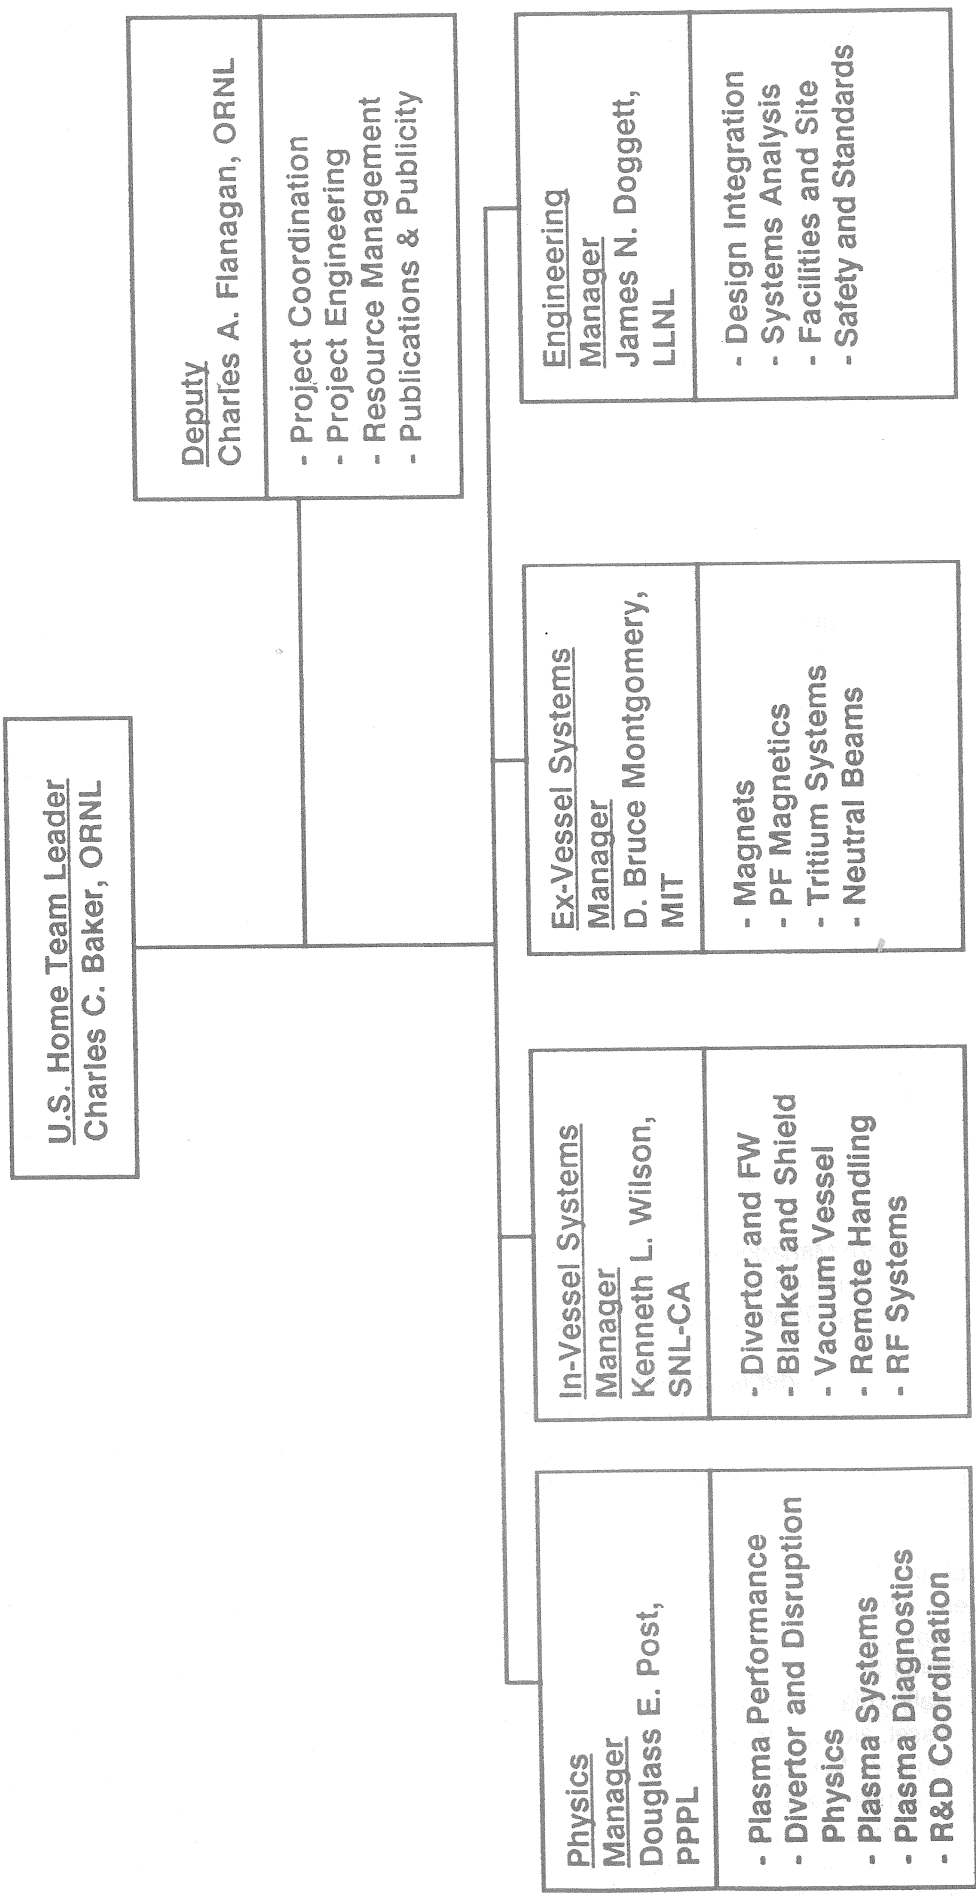 U.S. Home Team Leader
Charles C. Baker, ORNL
Deputy
Charles A. Flanagan, ORNL
- Project Coordination
- Project Engineering
- Resource Management
- Publications & Publicity
Physics
Manager
Douglass E. Post,
PPPL
- Plasma Performance
- Divertor and Disruption
Physics
- Plasma Systems
- Plasma Diagnostics
- R&D Coordination
In-Vessel Systems
Manager
Kenneth L. Wilson,
SNL-CA
- Divertor and FW
- Blanket and Shield
- Vacuum Vessel
- Remote Handling
- RF Systems
Ex-Vessel Systems
Manager
D. Bruce Montgomery,
MIT
- Magnets
- PF Magnetics
- Tritium Systems
- Neutral Beams
Engineering
Manager
James N. Doggett,
LLNL
- Design Integration
- Systems Analysis
- Facilities and Site
- Safety and Standards